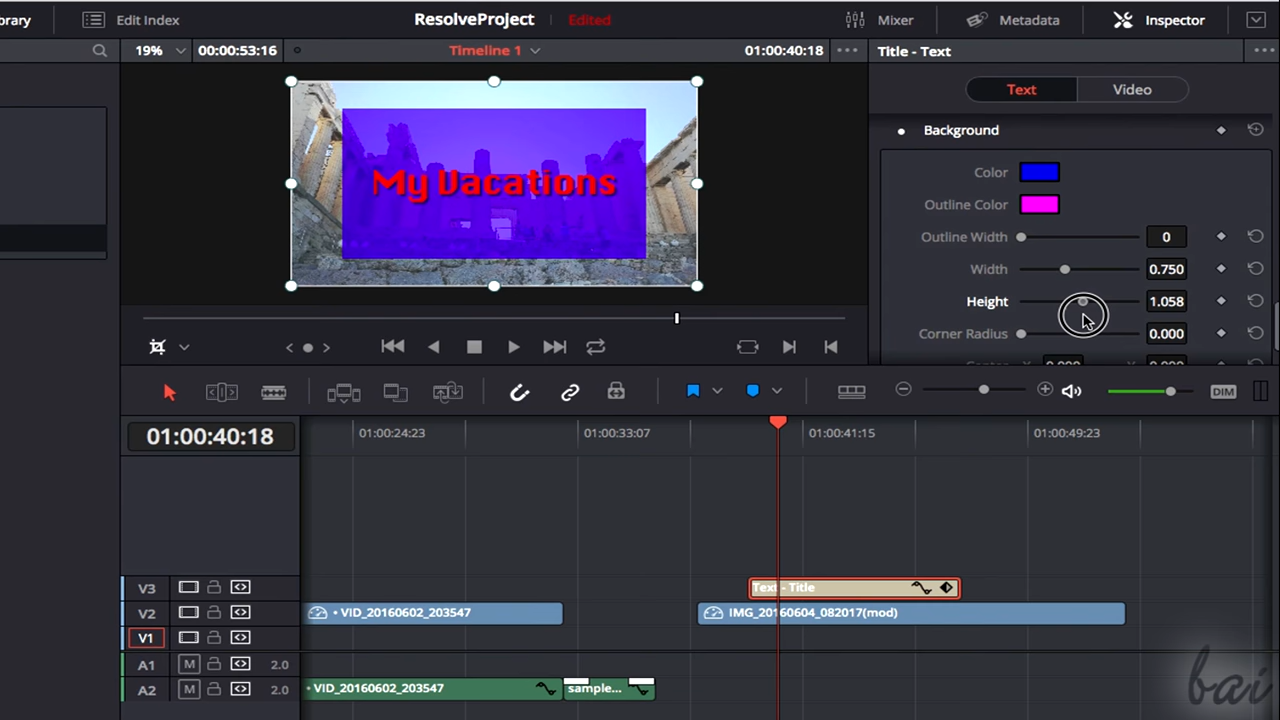 brary
Edit Index
ResolveProject
Edited
Mixer
Metadata
Inspector
19%
00:00:53:16
Timeline 1
01:00:40:18
Title - Text
Text
Video
Background
Color
Outline Color
Outline Width 0
Width 0.750
Height 1.058
Corner Radius 0.000
My Vacations
DIM
01:00:40:18
01:00:24:23
01:00:33:07
01:00:41:15
01:00:49:23
V3
Text - Title
V2
• VID_20160602_203547
IMG_20160604_082017(mod)
V1
A1 M 2.0
A2 M 2.0
• VID_20160602_203547
sample...
bai